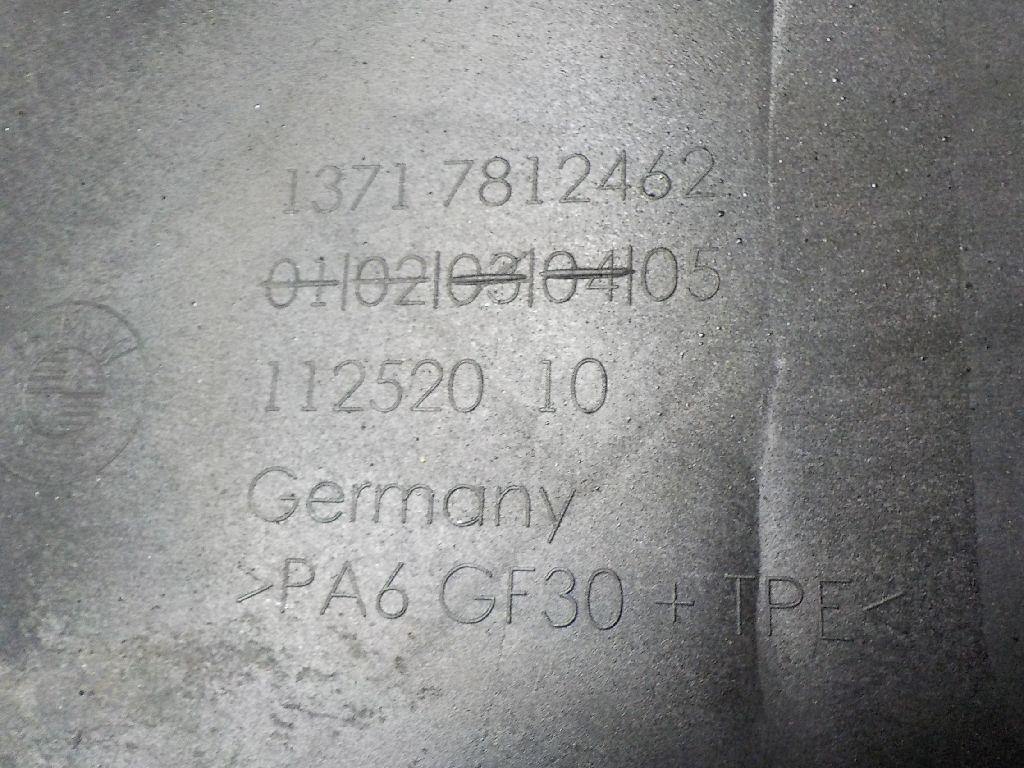 1371 7812462
01|02|03|04|05
112520 10
Germany
>PA6 GF30 + TPE<